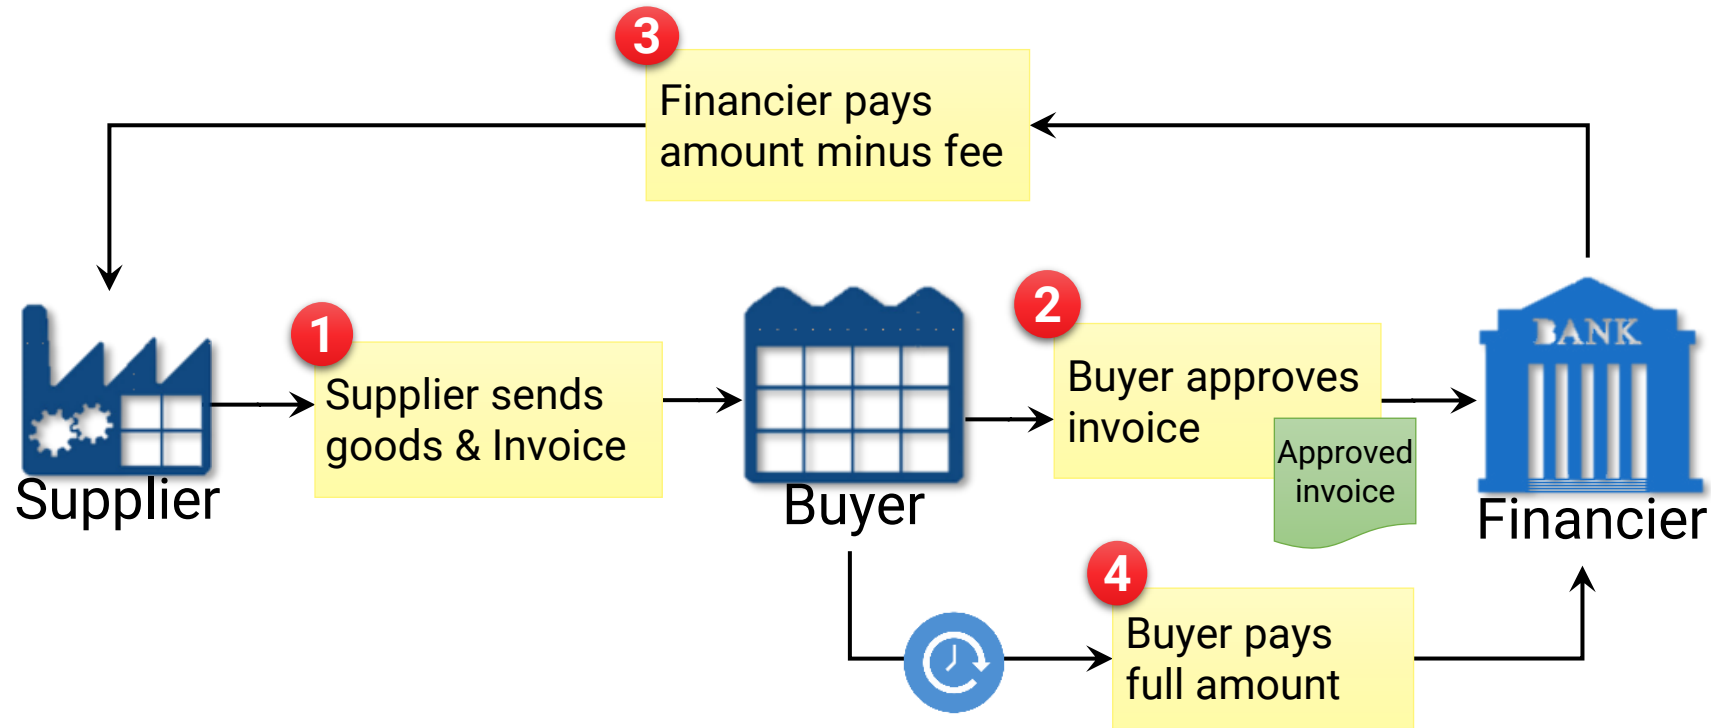 3
Financier pays
amount minus fee
1
Supplier sends
goods & Invoice
2
Buyer approves
invoice
Approved
invoice
BANK
Supplier
Buyer
Financier
4
Buyer pays
full amount